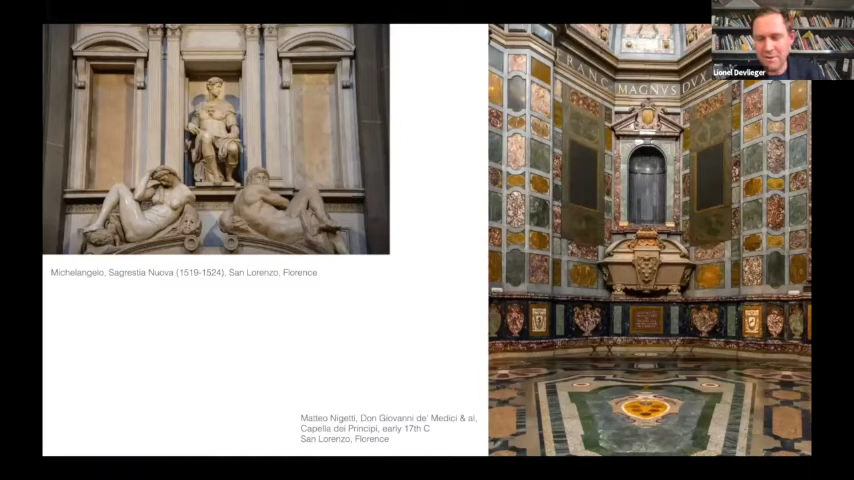 Lionel Devlieger
FRANC MAGNVS DVX
Michelangelo, Sagrestia Nuova (1519-1524), San Lorenzo, Florence
Matteo Nigetti, Don Giovanni de' Medici & al,
Capella dei Principi, early 17th C
San Lorenzo, Florence